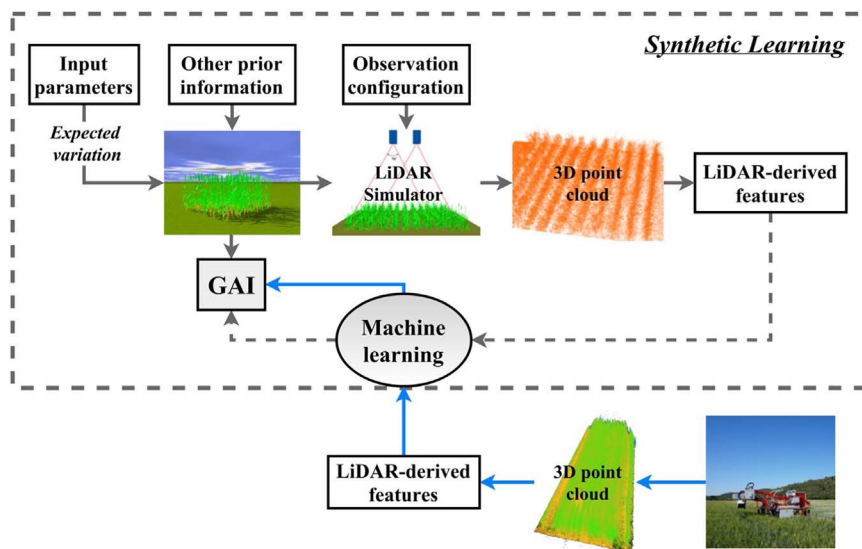 Synthetic Learning
Input
parameters
Other prior
information
Observation
configuration
Expected
variation
LiDAR
Simulator
3D point
cloud
LiDAR-derived
features
GAI
Machine
learning
LiDAR-derived
features
3D point
cloud